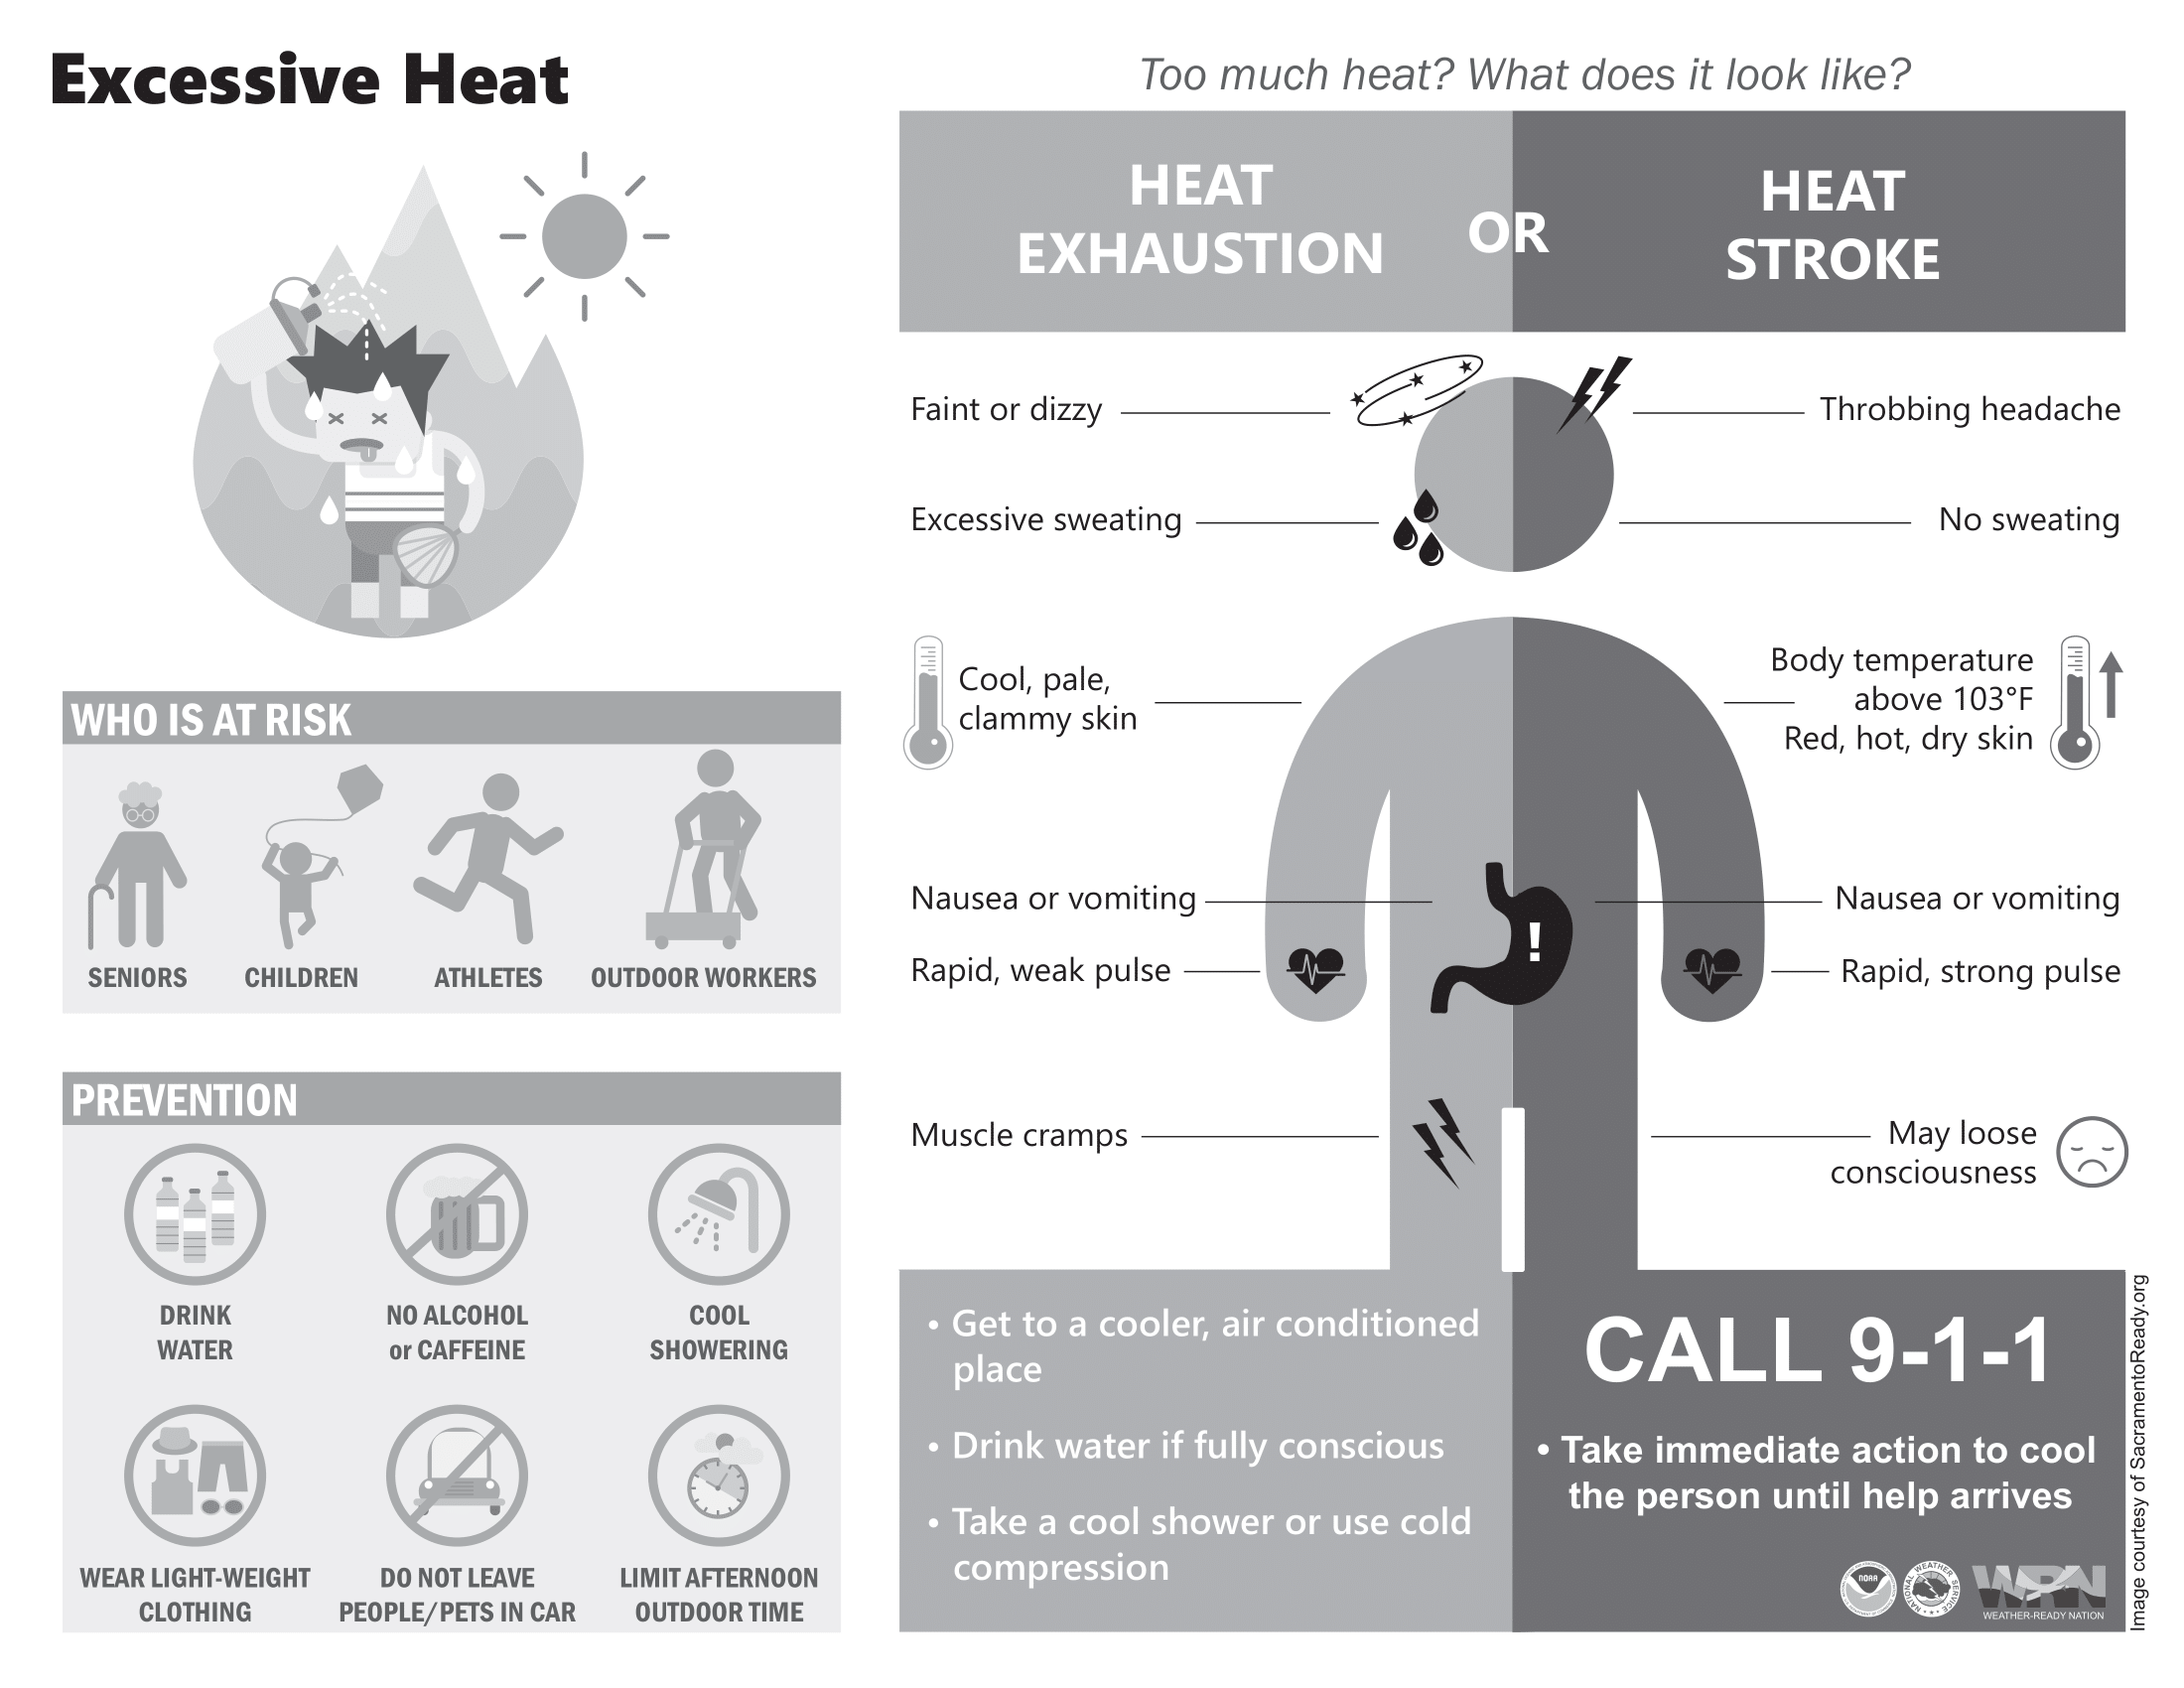 Excessive Heat
WHO IS AT RISK
SENIORS
CHILDREN
ATHLETES
OUTDOOR WORKERS
PREVENTION
DRINK
WATER
NO ALCOHOL
or CAFFEINE
COOL
SHOWERING
WEAR LIGHT-WEIGHT
CLOTHING
DO NOT LEAVE
PEOPLE/PETS IN CAR
LIMIT AFTERNOON
OUTDOOR TIME
Too much heat? What does it look like?
HEAT
EXHAUSTION
OR
HEAT
STROKE
Faint or dizzy
Throbbing headache
Excessive sweating
No sweating
Cool, pale,
clammy skin
Body temperature
above 103°F
Red, hot, dry skin
Nausea or vomiting
Nausea or vomiting
!
Rapid, weak pulse
Rapid, strong pulse
Muscle cramps
May loose
consciousness
• Get to a cooler, air conditioned
place
• Drink water if fully conscious
• Take a cool shower or use cold
compression
CALL 9-1-1
• Take immediate action to cool
the person until help arrives
NOAA
NATIONAL WEATHER SERVICE
WRN
WEATHER-READY NATION
Image courtesy of SacramentoReady.org